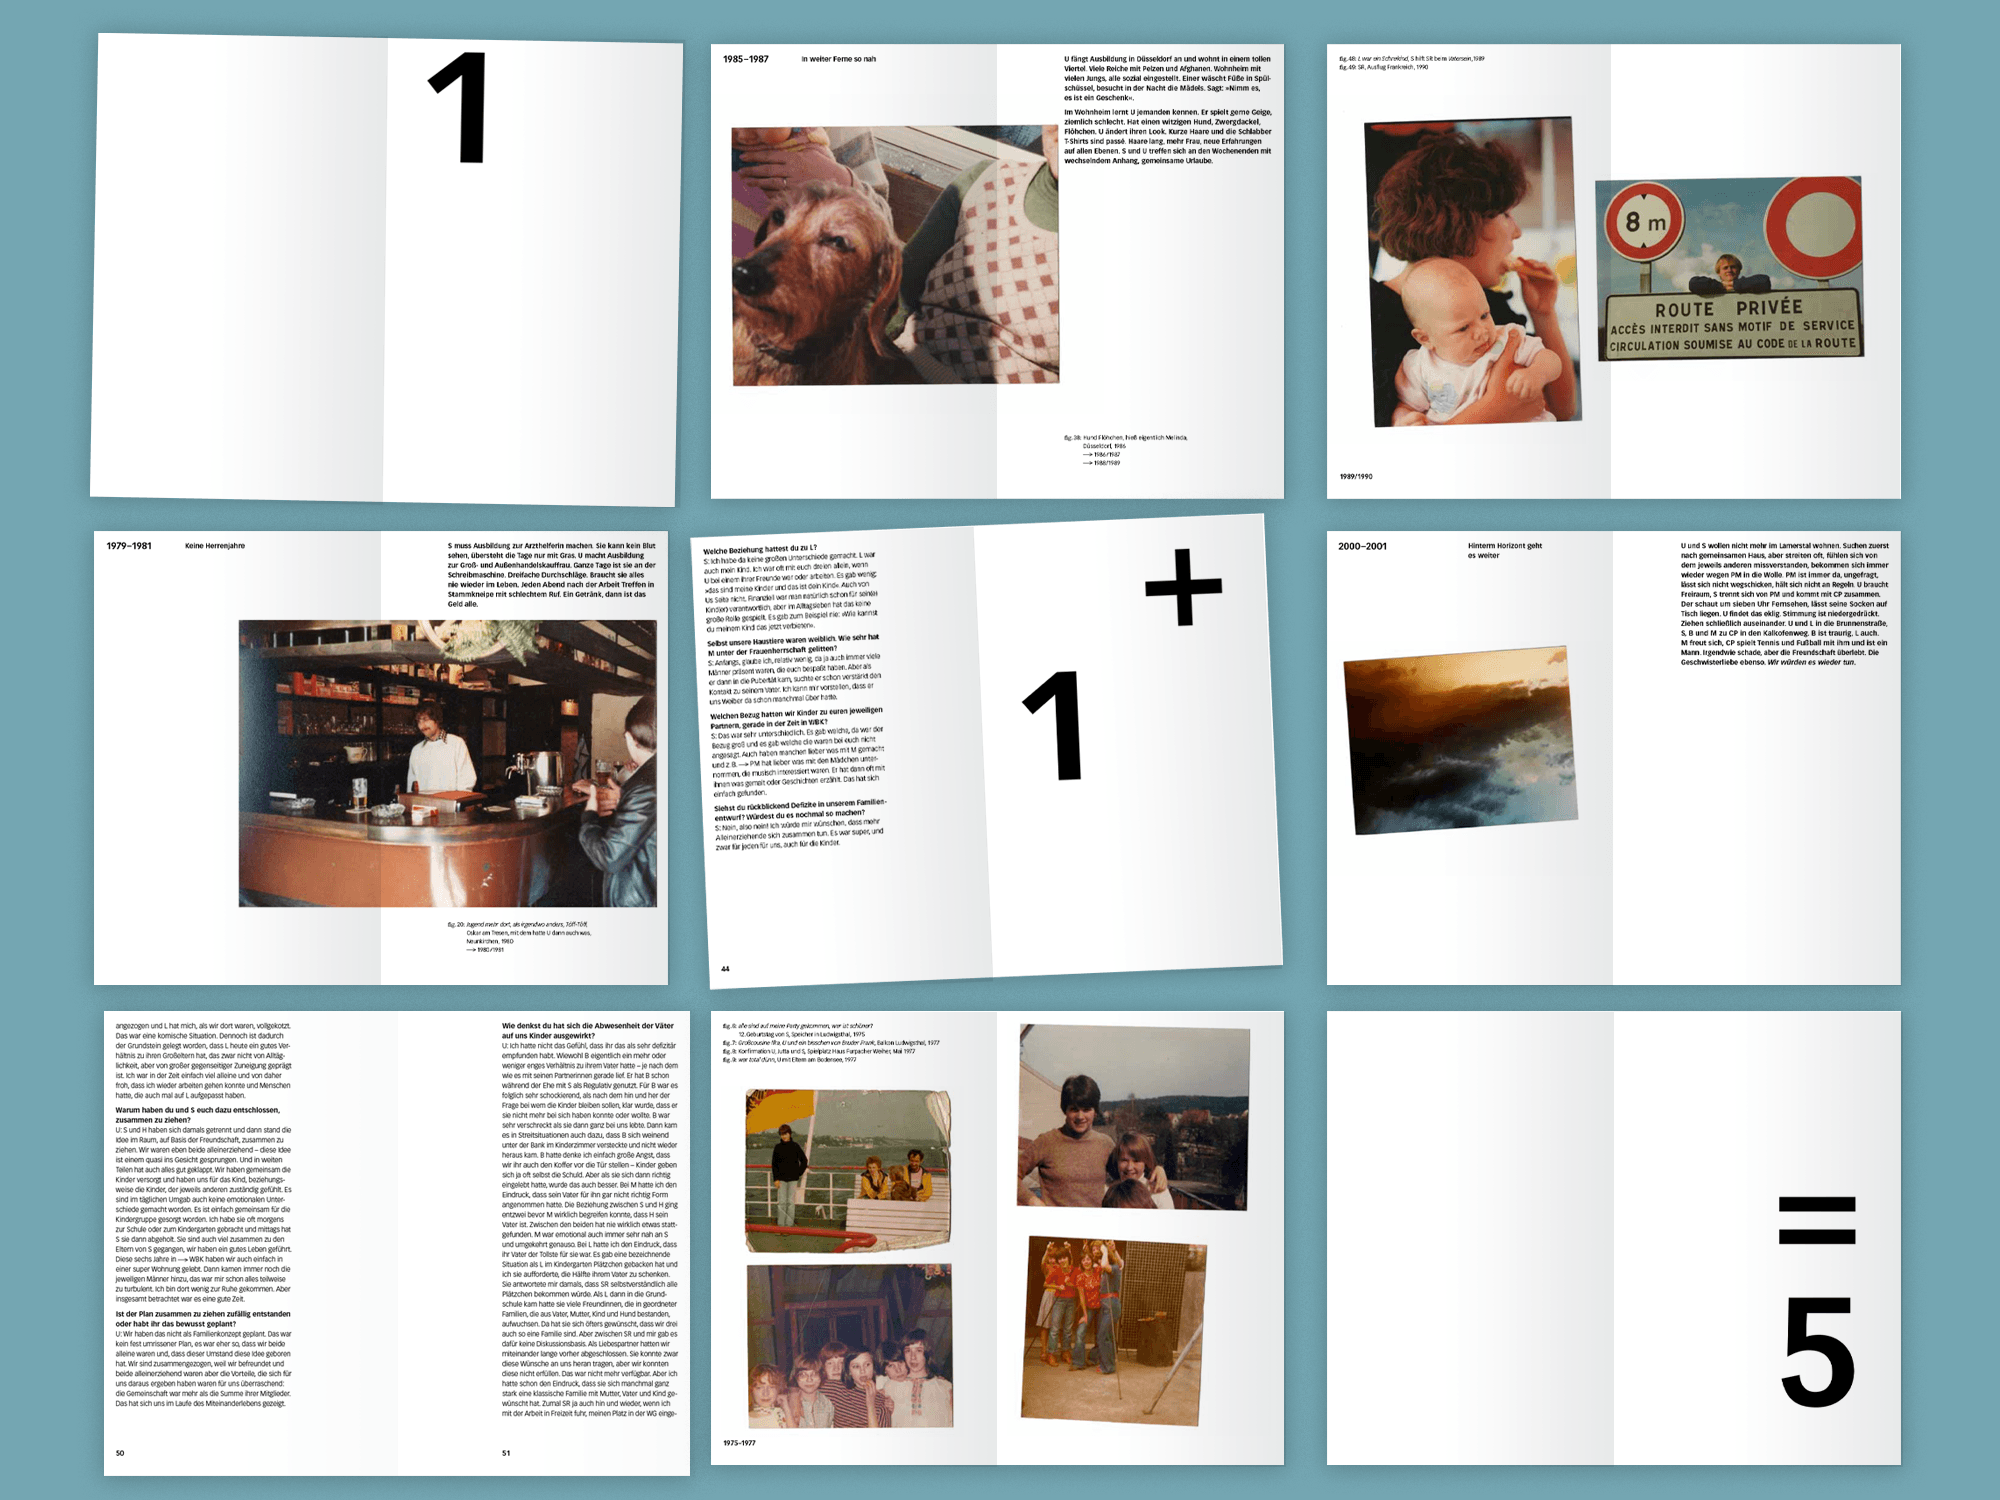 1
1985–1987
In weiter Ferne so nah
U fängt Ausbildung in Düsseldorf an und wohnt in einem tollen
Viertel. Viele Reiche mit Pelzen und Afghanen. Wohnheim mit
vielen Jungs, alle sozial eingestellt. Einer wäscht Füße in Spül-
schüssel, besucht in der Nacht die Mädels. Sagt: »Nimm es,
es ist ein Geschenk«.
Im Wohnheim lernt U jemanden kennen. Er spielt gerne Geige,
ziemlich schlecht. Hat einen witzigen Hund, Zwergdackel,
Flöhchen. U ändert ihren Look. Kurze Haare und die Schlabber
T-Shirts sind passé. Haare lang, mehr Frau, neue Erfahrungen
auf allen Ebenen. S und U treffen sich an den Wochenenden mit
wechselndem Anhang, gemeinsame Urlaube.
fig. 38: Hund Flöhchen, hieß eigentlich Melinda,
Düsseldorf, 1986
→ 1986/1987
→ 1988/1989
fig. 48: L war ein Schreikind, S hilft SR beim Vatersein, 1989
fig. 49: SR, Ausflug Frankreich, 1990
8 m
ROUTE PRIVÉE
ACCÈS INTERDIT SANS MOTIF DE SERVICE
CIRCULATION SOUMISE AU CODE DE LA ROUTE
1989/1990
1979–1981
Keine Herrenjahre
S muss Ausbildung zur Arzthelferin machen. Sie kann kein Blut
sehen, übersteht die Tage nur mit Gras. U macht Ausbildung
zur Groß- und Außenhandelskauffrau. Ganze Tage ist sie an der
Schreibmaschine. Dreifache Durchschläge. Braucht sie alles
nie wieder im Leben. Jeden Abend nach der Arbeit Treffen in
Stammkneipe mit schlechtem Ruf. Ein Getränk, dann ist das
Geld alle.
fig. 20: Jugend mehr dort, als irgendwo anders, Töff-Töff,
Oskar am Tresen, mit dem hatte U dann auch was,
Neunkirchen, 1980
→ 1980/1981
Welche Beziehung hattest du zu L?
S: Ich habe da keine großen Unterschiede gemacht. L war
auch mein Kind. Ich war oft mit euch dreien allein, wenn
U bei einem ihrer Freunde war oder arbeiten. Es gab wenig:
»das sind meine Kinder und das ist dein Kind«. Auch von
Us Seite nicht. Finanziell war man natürlich schon für sein(e)
Kind(er) verantwortlich, aber im Alltagsleben hat das keine
große Rolle gespielt. Es gab zum Beispiel nie: »Wie kannst
du meinem Kind das jetzt verbieten«.
Selbst unsere Haustiere waren weiblich. Wie sehr hat
M unter der Frauenherrschaft gelitten?
S: Anfangs, glaube ich, relativ wenig, da ja auch immer viele
Männer präsent waren, die euch bespaßt haben. Aber als
er dann in die Pubertät kam, suchte er schon verstärkt den
Kontakt zu seinem Vater. Ich kann mir vorstellen, dass er
uns Weiber da schon manchmal über hatte.
Welchen Bezug hatten wir Kinder zu euren jeweiligen
Partnern, gerade in der Zeit in WBK?
S: Das war sehr unterschiedlich. Es gab welche, da war der
Bezug groß und es gab welche die waren bei euch nicht
angesagt. Auch haben manchen lieber was mit M gemacht
und z. B. → PM hat lieber was mit den Mädchen unter-
nommen, die musisch interessiert waren. Er hat dann oft mit
ihnen was gemalt oder Geschichten erzählt. Das hat sich
einfach gefunden.
Siehst du rückblickend Defizite in unserem Familien-
entwurf? Würdest du es nochmal so machen?
S: Nein, also nein! Ich würde mir wünschen, dass mehr
Alleinerziehende sich zusammen tun. Es war super, und
zwar für jeden für uns, auch für die Kinder.
44
+
1
2000–2001
Hinterm Horizont geht
es weiter
U und S wollen nicht mehr im Lamerstal wohnen. Suchen zuerst
nach gemeinsamen Haus, aber streiten oft, fühlen sich von
dem jeweils anderen missverstanden, bekommen sich immer
wieder wegen PM in die Wolle. PM ist immer da, ungefragt,
lässt sich nicht wegschicken, hält sich nicht an Regeln. U braucht
Freiraum, S trennt sich von PM und kommt mit CP zusammen.
Der schaut um sieben Uhr Fernsehen, lässt seine Socken auf
Tisch liegen. U findet das eklig. Stimmung ist niedergedrückt.
Ziehen schließlich auseinander. U und L in die Brunnenstraße,
S, B und M zu CP in den Kalkofenweg. B ist traurig, L auch.
M freut sich, CP spielt Tennis und Fußball mit ihm und ist ein
Mann. Irgendwie schade, aber die Freundschaft überlebt. Die
Geschwisterliebe ebenso. Wir würden es wieder tun.
angezogen und L hat mich, als wir dort waren, vollgekotzt.
Das war eine komische Situation. Dennoch ist dadurch
der Grundstein gelegt worden, dass L heute ein gutes Ver-
hältnis zu ihren Großeltern hat, das zwar nicht von Alltäg-
lichkeit, aber von großer gegenseitiger Zuneigung geprägt
ist. Ich war in der Zeit einfach viel alleine und von daher
froh, dass ich wieder arbeiten gehen konnte und Menschen
hatte, die auch mal auf L aufgepasst haben.
Warum haben du und S euch dazu entschlossen,
zusammen zu ziehen?
U: S und H haben sich damals getrennt und dann stand die
Idee im Raum, auf Basis der Freundschaft, zusammen zu
ziehen. Wir waren eben beide alleinerziehend – diese Idee
ist einem quasi ins Gesicht gesprungen. Und in weiten
Teilen hat auch alles gut geklappt. Wir haben gemeinsam die
Kinder versorgt und haben uns für das Kind, beziehungs-
weise die Kinder, der jeweils anderen zuständig gefühlt. Es
sind im täglichen Umgab auch keine emotionalen Unter-
schiede gemacht worden. Es ist einfach gemeinsam für die
Kindergruppe gesorgt worden. Ich habe sie oft morgens
zur Schule oder zum Kindergarten gebracht und mittags hat
S sie dann abgeholt. Sie sind auch viel zusammen zu den
Eltern von S gegangen, wir haben ein gutes Leben geführt.
Diese sechs Jahre in → WBK haben wir auch einfach in
einer super Wohnung gelebt. Dann kamen immer noch die
jeweiligen Männer hinzu, das war mir schon alles teilweise
zu turbulent. Ich bin dort wenig zur Ruhe gekommen. Aber
insgesamt betrachtet war es eine gute Zeit.
Ist der Plan zusammen zu ziehen zufällig entstanden
oder habt ihr das bewusst geplant?
U: Wir haben das nicht als Familienkonzept geplant. Das war
kein fest umrissener Plan, es war eher so, dass wir beide
alleine waren und, dass dieser Umstand diese Idee geboren
hat. Wir sind zusammengezogen, weil wir befreundet und
beide alleinerziehend waren aber die Vorteile, die sich für
uns daraus ergeben haben waren für uns überraschend:
die Gemeinschaft war mehr als die Summe ihrer Mitglieder.
Das hat sich uns im Laufe des Miteinanderlebens gezeigt.
50
Wie denkst du hat sich die Abwesenheit der Väter
auf uns Kinder ausgewirkt?
U: Ich hatte nicht das Gefühl, dass ihr das als sehr defizitär
empfunden habt. Wiewohl B eigentlich ein mehr oder
weniger enges Verhältnis zu ihrem Vater hatte – je nach dem
wie es mit seinen Partnerinnen gerade lief. Er hat B schon
während der Ehe mit S als Regulativ genutzt. Für B war es
folglich sehr schockierend, als nach dem hin und her der
Frage bei wem die Kinder bleiben sollen, klar wurde, dass er
sie nicht mehr bei sich haben konnte oder wollte. B war
sehr verschreckt als sie dann ganz bei uns lebte. Dann kam
es in Streitsituationen auch dazu, dass B sich weinend
unter der Bank im Kinderzimmer versteckte und nicht wieder
heraus kam. B hatte denke ich einfach große Angst, dass
wir ihr auch den Koffer vor die Tür stellen – Kinder geben
sich ja oft selbst die Schuld. Aber als sie sich dann richtig
eingelebt hatte, wurde das auch besser. Bei M hatte ich den
Eindruck, dass sein Vater für ihn gar nicht richtig Form
angenommen hatte. Die Beziehung zwischen S und H ging
entzwei bevor M wirklich begreifen konnte, dass H sein
Vater ist. Zwischen den beiden hat nie wirklich etwas statt-
gefunden. M war emotional auch immer sehr nah an S
und umgekehrt genauso. Bei L hatte ich den Eindruck, dass
ihr Vater der Tollste für sie war. Es gab eine bezeichnende
Situation als L im Kindergarten Plätzchen gebacken hat und
ich sie aufforderte, die Hälfte ihrem Vater zu schenken.
Sie antwortete mir damals, dass SR selbstverständlich alle
Plätzchen bekommen würde. Als L dann in die Grund-
schule kam hatte sie viele Freundinnen, die in geordneter
Familien, die aus Vater, Mutter, Kind und Hund bestanden,
aufwuchsen. Da hat sie sich öfters gewünscht, dass wir drei
auch so eine Familie sind. Aber zwischen SR und mir gab es
dafür keine Diskussionsbasis. Als Liebespartner hatten wir
miteinander lange vorher abgeschlossen. Sie konnte zwar
diese Wünsche an uns heran tragen, aber wir konnten
diese nicht erfüllen. Das war nicht mehr verfügbar. Aber ich
hatte schon den Eindruck, dass sie sich manchmal ganz
stark eine klassische Familie mit Mutter, Vater und Kind ge-
wünscht hat. Zumal SR ja auch hin und wieder, wenn ich
mit der Arbeit in Freizeit fuhr, meinen Platz in der WG einge-
51
fig. 6: alle sind auf meine Party gekommen, wer ist schöner?
12. Geburtstag von S, Speicher in Ludwigsthal, 1975
fig. 7: Großcousine Rita, U und ein bisschen von Bruder Frank, Balkon Ludwigsthal, 1977
fig. 8: Konfirmation U, Jutta und S, Spielplatz Haus Furpacher Weiher, Mai 1977
fig. 9: war total dünn, U mit Eltern am Bodensee, 1977
1975–1977
=
5